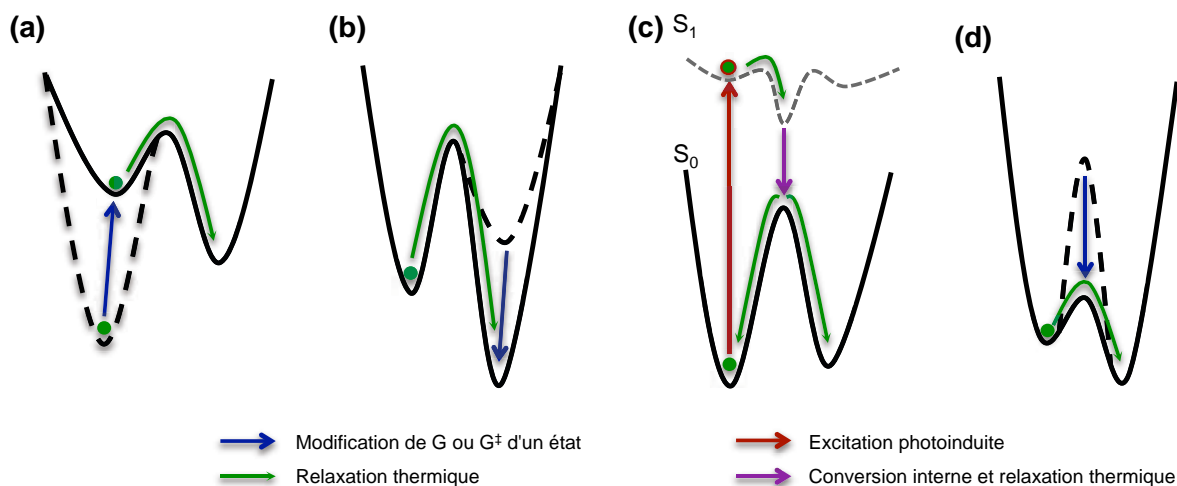 (a)
(b)
(c)
(d)
S1
S0
Modification de G ou G‡ d'un état
Excitation photoinduite
Relaxation thermique
Conversion interne et relaxation thermique